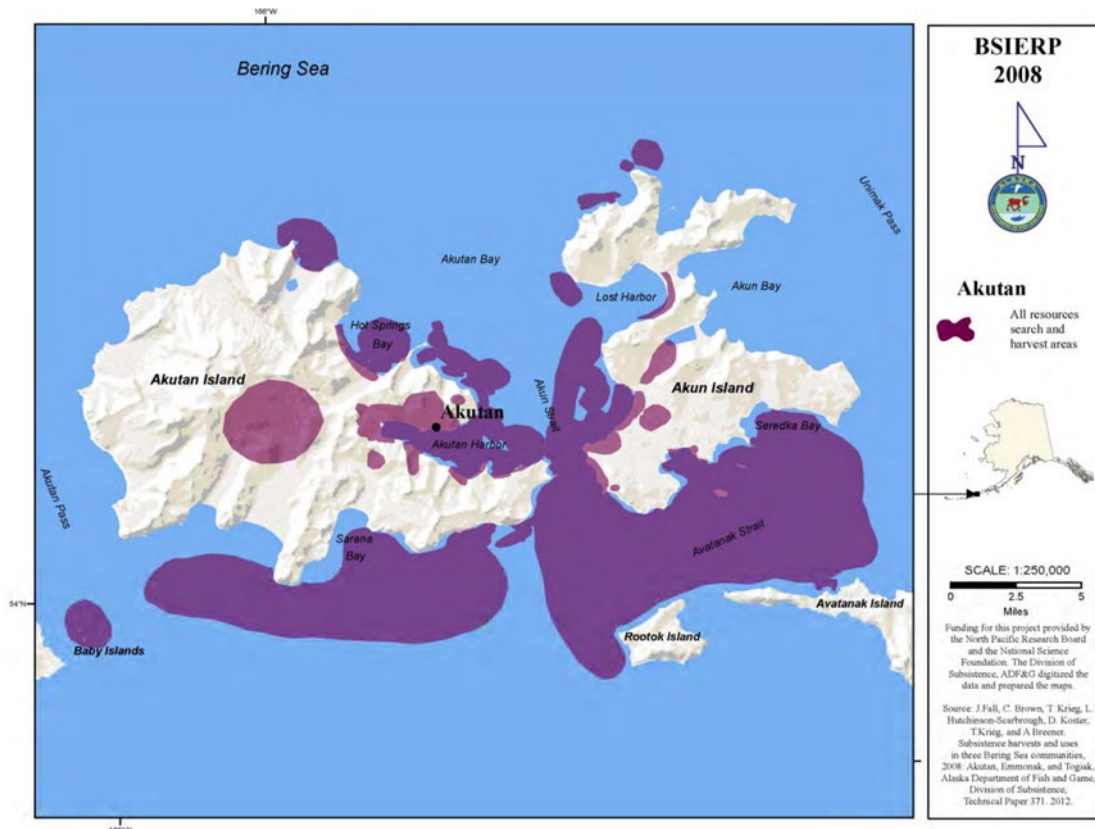 166°W
Bering Sea
Unimak Pass
Akutan Bay
Akun Bay
Lost Harbor
Hot Springs
Bay
Akutan Island
Akun Island
Akun Strait
Akutan
Seredka Bay
Akutan Harbor
Akutan Pass
Avatanak Strait
Sarana
Bay
54°N
Avatanak Island
Rootok Island
Baby Islands
BSIERP
2008
N
ALASKA
Akutan
All resources
search and
harvest areas
SCALE: 1:250,000
0 2.5 5
Miles
Funding for this project provided by
the North Pacific Research Board
and the National Science
Foundation. The Division of
Subsistence, ADF&G digitized the
data and prepared the maps.
Source: J.Fall, C. Brown, T. Krieg, L.
Hutchinson-Scarbrough, D. Koster,
T.Krieg, and A Breener.
Subsistence harvests and uses
in three Bering Sea communities,
2008: Akutan, Emmonak, and Togiak,
Alaska Department of Fish and Game,
Division of Subsistence,
Technical Paper 371. 2012.